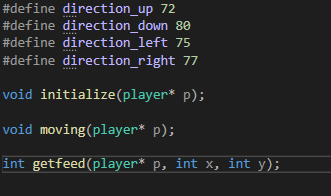 #define direction_up 72
#define direction_down 80
#define direction_left 75
#define direction_right 77
void initialize(player* p);
void moving(player* p);
int getfeed(player* p, int x, int y);